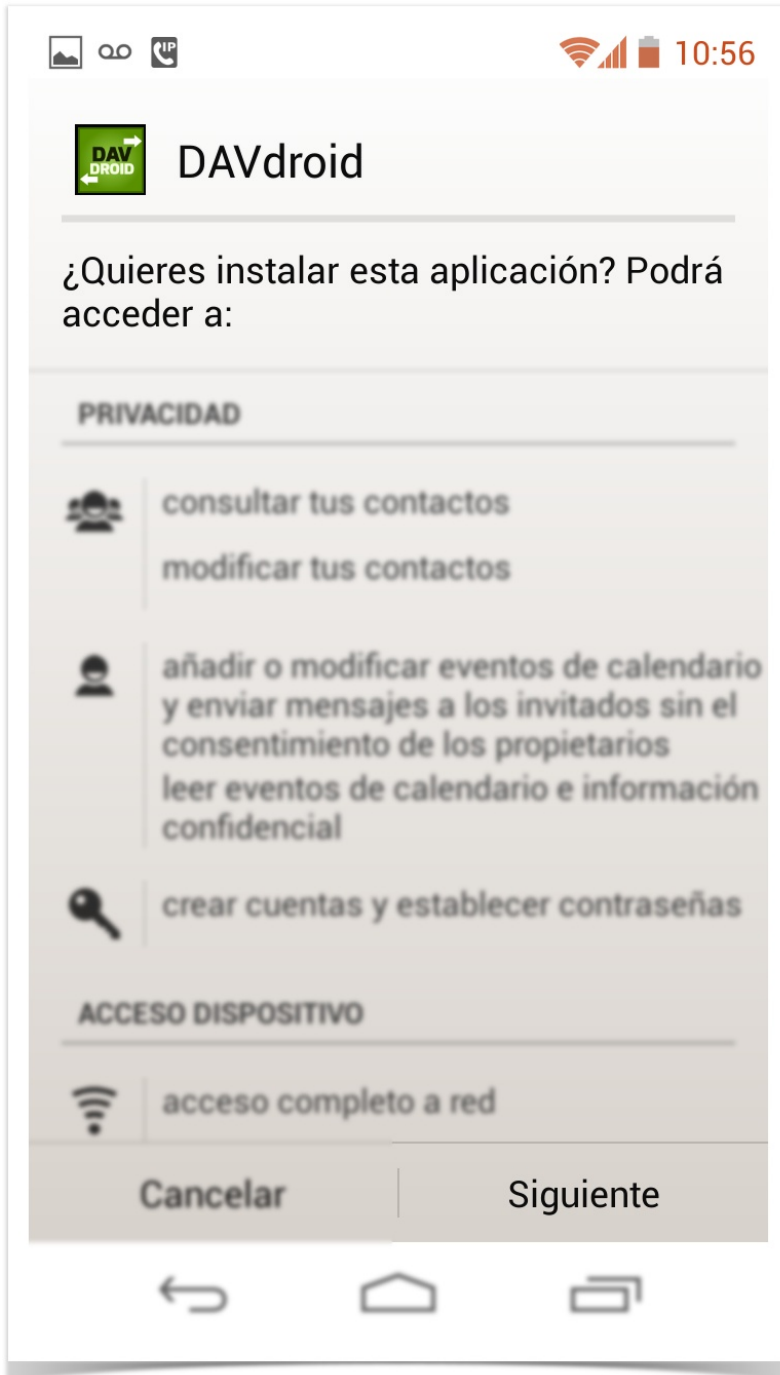 IP
10:56
DAV
DROID
DAVdroid
¿Quieres instalar esta aplicación? Podrá
acceder a:
PRIVACIDAD
consultar tus contactos
modificar tus contactos
añadir o modificar eventos de calendario
y enviar mensajes a los invitados sin el
consentimiento de los propietarios
leer eventos de calendario e información
confidencial
crear cuentas y establecer contraseñas
ACCESO DISPOSITIVO
acceso completo a red
Cancelar
Siguiente